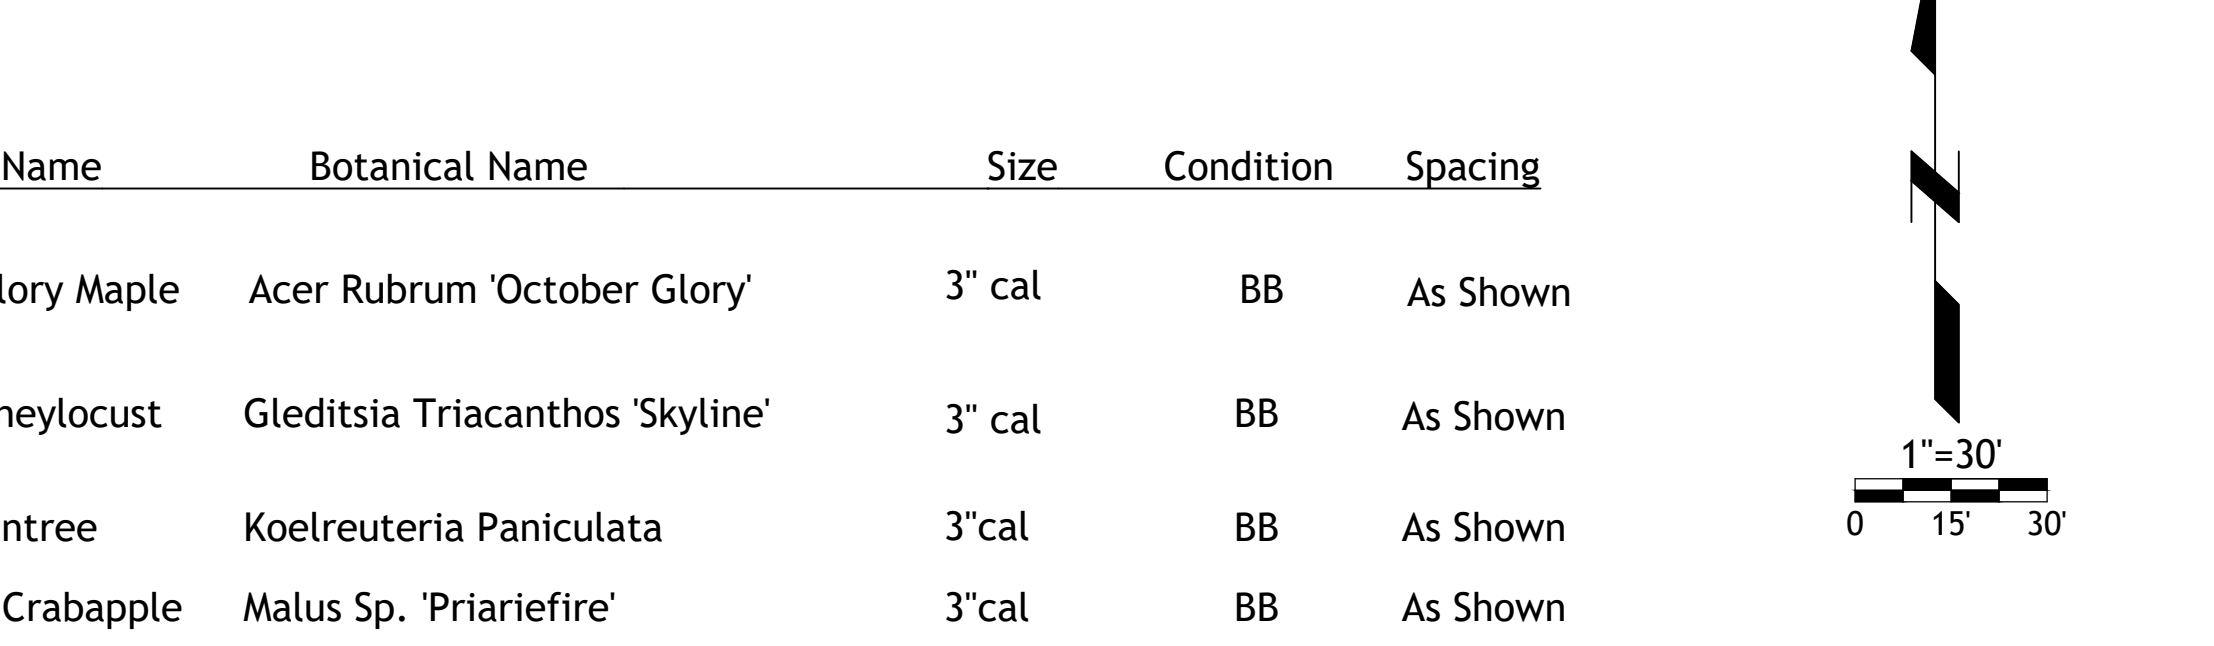 Name Botanical Name Size Condition Spacing
lory Maple Acer Rubrum 'October Glory' 3" cal BB As Shown
neylocust Gleditsia Triacanthos 'Skyline' 3" cal BB As Shown
ntree Koelreuteria Paniculata 3"cal BB As Shown
Crabapple Malus Sp. 'Priariefire' 3"cal BB As Shown
N
1"=30'
0 15' 30'